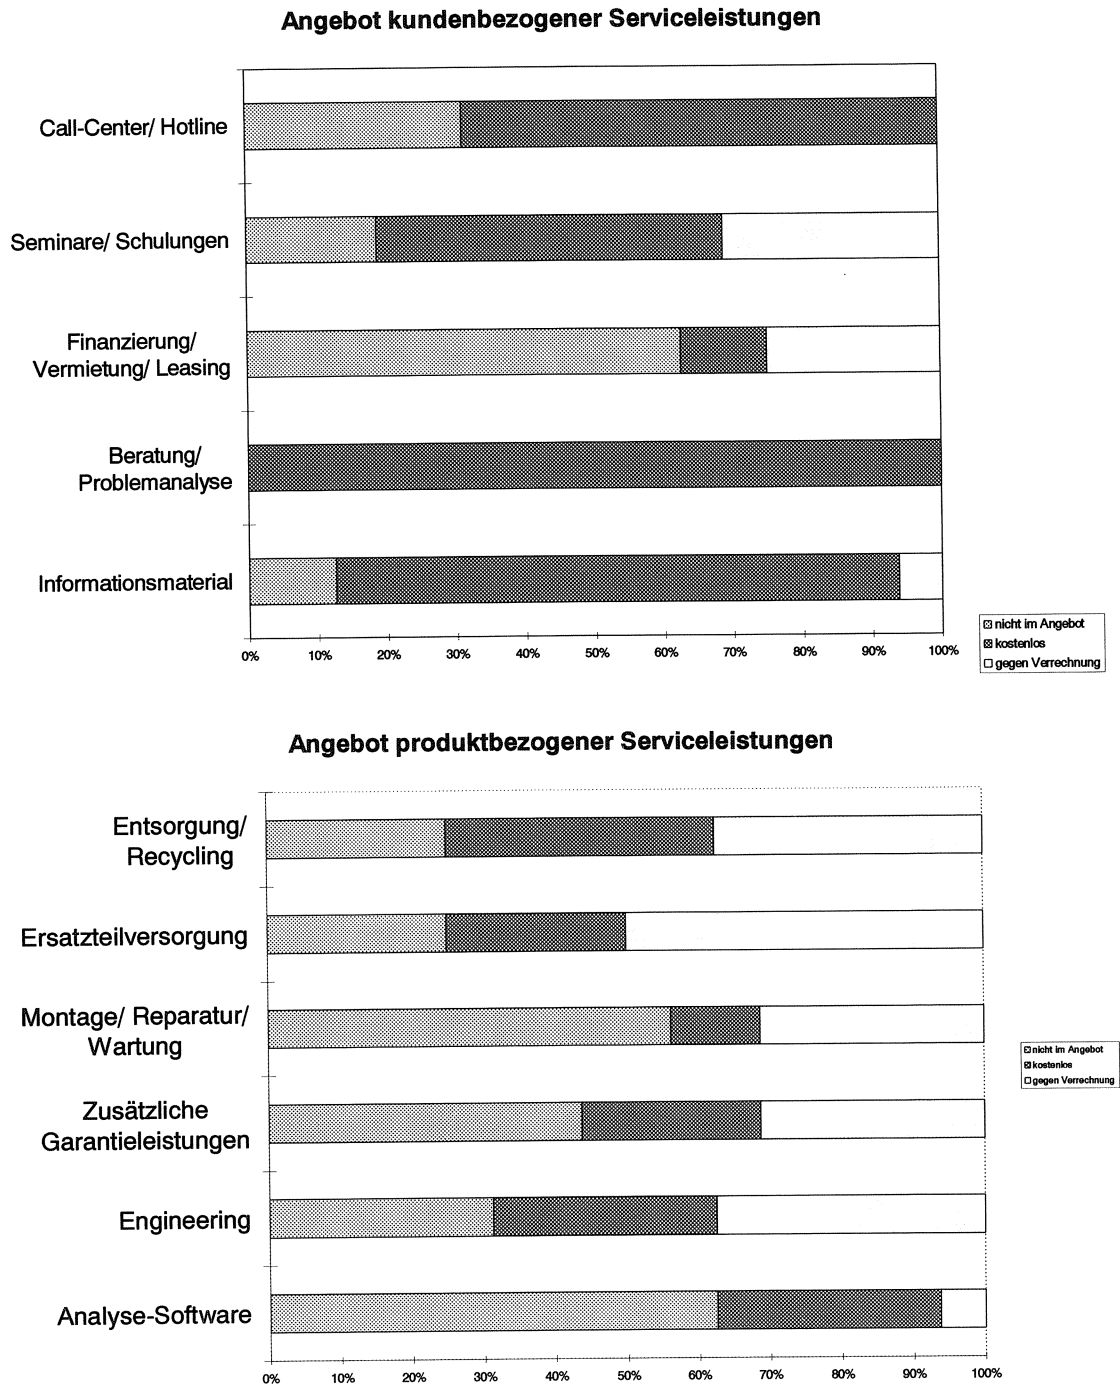 Angebot kundenbezogener Serviceleistungen
Call-Center/ Hotline
Seminare/ Schulungen
Finanzierung/
Vermietung/ Leasing
Beratung/
Problemanalyse
Informationsmaterial
0% 10% 20% 30% 40% 50% 60% 70% 80% 90% 100%
nicht im Angebot
kostenlos
gegen Verrechnung
Angebot produktbezogener Serviceleistungen
Entsorgung/
Recycling
Ersatzteilversorgung
Montage/ Reparatur/
Wartung
Zusätzliche
Garantieleistungen
Engineering
Analyse-Software
0% 10% 20% 30% 40% 50% 60% 70% 80% 90% 100%
nicht im Angebot
kostenlos
gegen Verrechnung